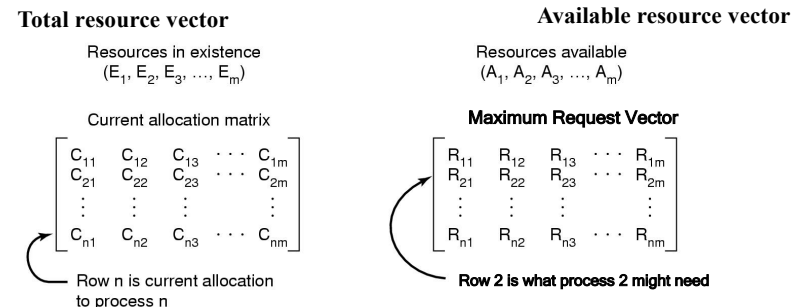 Total resource vector
Available resource vector
Resources in existence
(E1, E2, E3, ..., Em)
Resources available
(A1, A2, A3, ..., Am)
Current allocation matrix
C11 C12 C13 · · · C1m
C21 C22 C23 · · · C2m
⋮ ⋮ ⋮ ⋮
Cn1 Cn2 Cn3 · · · Cnm
Row n is current allocation
to process n
Maximum Request Vector
R11 R12 R13 · · · R1m
R21 R22 R23 · · · R2m
⋮ ⋮ ⋮ ⋮
Rn1 Rn2 Rn3 · · · Rnm
Row 2 is what process 2 might need